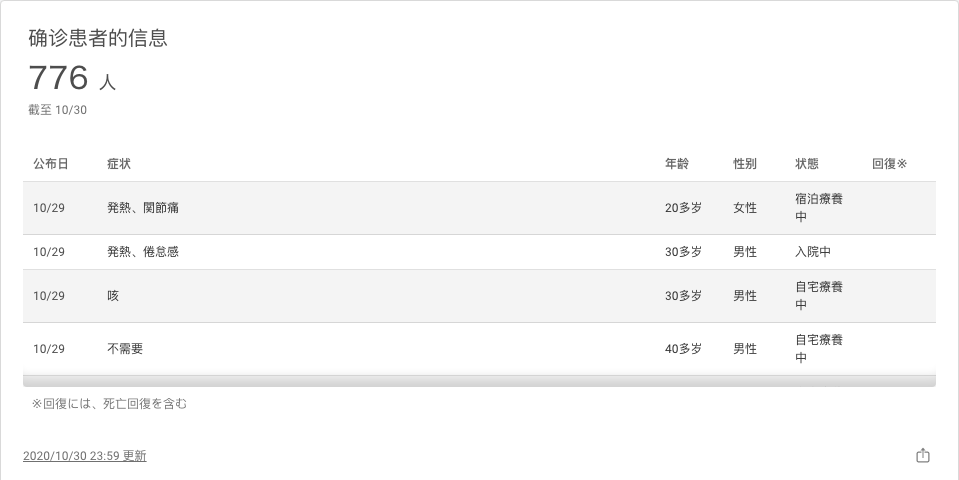 确诊患者的信息
776 人
截至 10/30
公布日 症状 年龄 性别 状態 回復※
10/29 発熱、関節痛 20多岁 女性 宿泊療養
中
10/29 発熱、倦怠感 30多岁 男性 入院中
10/29 咳 30多岁 男性 自宅療養
中
10/29 不需要 40多岁 男性 自宅療養
中
※回復には、死亡回復を含む
2020/10/30 23:59 更新